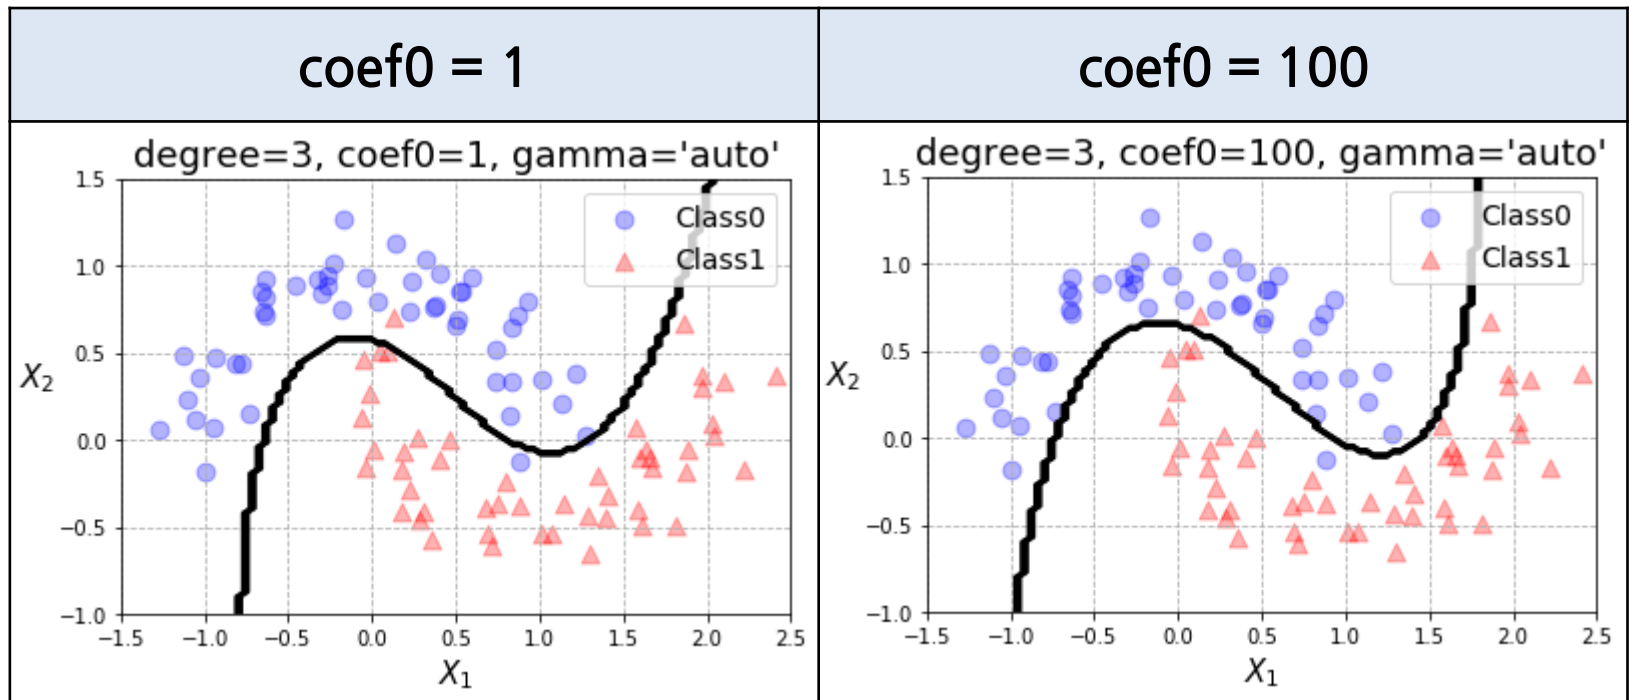 coef0 = 1
coef0 = 100
degree=3, coef0=1, gamma='auto'
1.5
1.0
0.5
0.0
−0.5
−1.0
X₂
Class0
Class1
−1.5
−1.0
−0.5
0.0
0.5
1.0
1.5
2.0
2.5
X₁
degree=3, coef0=100, gamma='auto'
1.5
1.0
0.5
0.0
−0.5
−1.0
X₂
Class0
Class1
−1.5
−1.0
−0.5
0.0
0.5
1.0
1.5
2.0
2.5
X₁